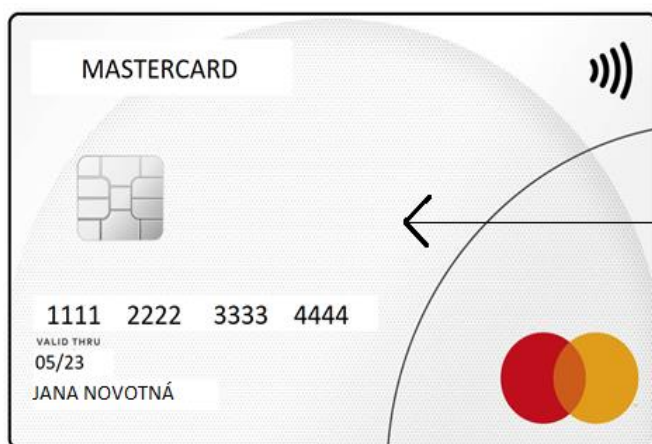 MASTERCARD
1111 2222 3333 4444
VALID THRU
05/23
JANA NOVOTNÁ